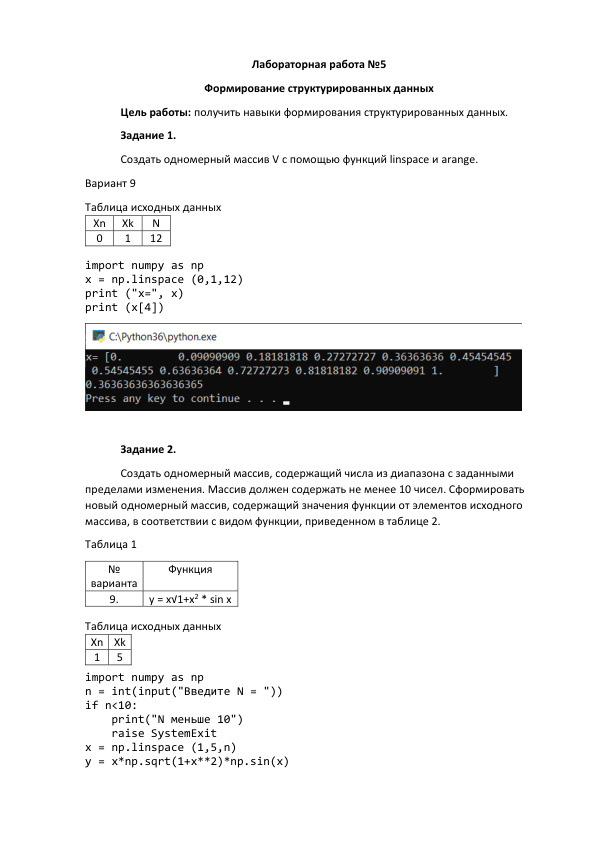 Лабораторная работа №5
Формирование структурированных данных
Цель работы: получить навыки формирования структурированных данных.
Задание 1.
Создать одномерный массив V с помощью функций linspace и arange.
Вариант 9
Таблица исходных данных
Xn Xk N
0 1 12
import numpy as np
x = np.linspace (0,1,12)
print ("x=", x)
print (x[4])
C:\Python36\python.exe
x= [0. 0.09090909 0.18181818 0.27272727 0.36363636 0.45454545
0.54545455 0.63636364 0.72727273 0.81818182 0.90909091 1. ]
0.36363636363636365
Press any key to continue . . .
Задание 2.
Создать одномерный массив, содержащий числа из диапазона с заданными
пределами изменения. Массив должен содержать не менее 10 чисел. Сформировать
новый одномерный массив, содержащий значения функции от элементов исходного
массива, в соответствии с видом функции, приведенном в таблице 2.
Таблица 1
№ Функция
варианта
9. y = x√1+x² * sin x
Таблица исходных данных
Xn Xk
1 5
import numpy as np
n = int(input("Введите N = "))
if n<10:
print("N меньше 10")
raise SystemExit
x = np.linspace (1,5,n)
y = x*np.sqrt(1+x**2)*np.sin(x)